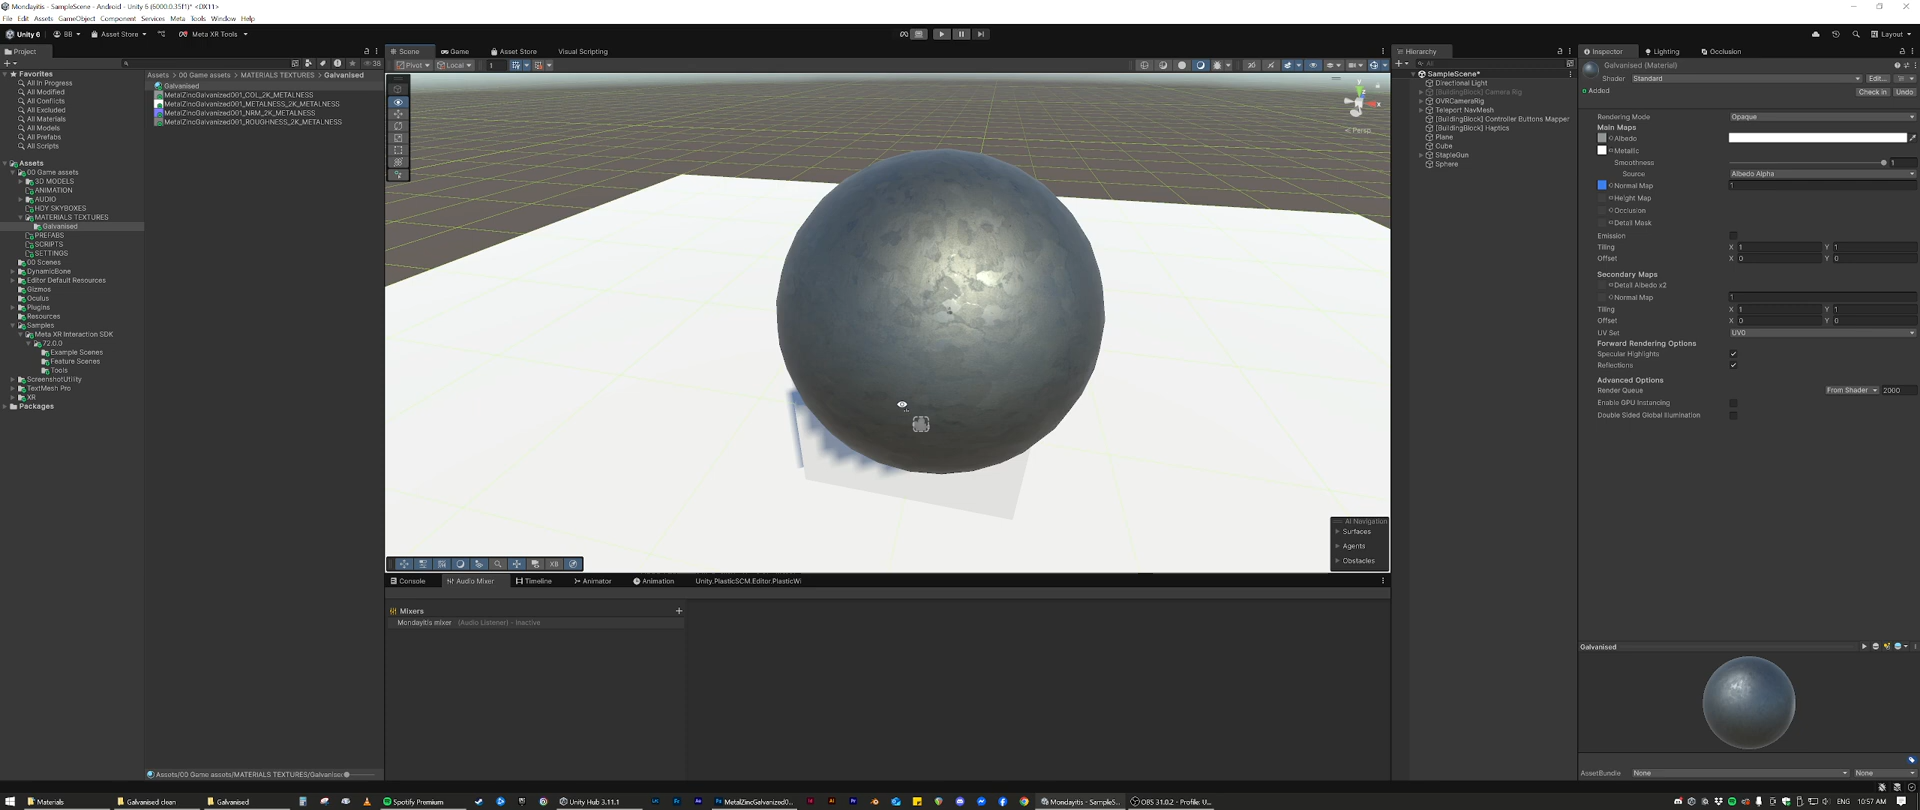 Mondayitis - SampleScene - Android - Unity 6 (6000.0.35f1)* <DX11>
File Edit Assets GameObject Component Services Meta Tools Window Help
Unity 6 BB Asset Store Meta XR Tools Layout
Project
38
Favorites
All In Progress
All Modified
All Conflicts
All Excluded
All Materials
All Models
All Prefabs
All Scripts
Assets
00 Game assets
3D MODELS
ANIMATION
AUDIO
HDY SKYBOXES
MATERIALS TEXTURES
Galvanised
PREFABS
SCRIPTS
SETTINGS
00 Scenes
DynamicBone
Editor Default Resources
Gizmos
Oculus
Plugins
Resources
Samples
Meta XR Interaction SDK
72.0.0
Example Scenes
Feature Scenes
Tools
ScreenshotUtility
TextMesh Pro
XR
Packages
Assets > 00 Game assets > MATERIALS TEXTURES > Galvanised
Galvanised
MetalZincGalvanized001_COL_2K_METALNESS
MetalZincGalvanized001_METALNESS_2K_METALNESS
MetalZincGalvanized001_NRM_2K_METALNESS
MetalZincGalvanized001_ROUGHNESS_2K_METALNESS
Assets/00 Game assets/MATERIALS TEXTURES/Galvanised
Scene Game Asset Store Visual Scripting
Pivot Local 1
y
x
< Persp
AI Navigation
Surfaces
Agents
Obstacles
XB
Console Audio Mixer Timeline Animator Animation Unity.PlasticSCM.Editor.PlasticWi
Mixers
Mondayitis mixer (Audio Listener) - Inactive
Hierarchy
All
SampleScene*
Directional Light
[BuildingBlock] Camera Rig
OVRCameraRig
Teleport NavMesh
[BuildingBlock] Controller Buttons Mapper
[BuildingBlock] Haptics
Plane
Cube
StapleGun
Sphere
Inspector Lighting Occlusion
Galvanised (Material)
Shader Standard Edit...
Added Check in Undo
Rendering Mode Opaque
Main Maps
Albedo
Metallic
Smoothness 1
Source Albedo Alpha
Normal Map 1
Height Map
Occlusion
Detail Mask
Emission
Tiling X 1 Y 1
Offset X 0 Y 0
Secondary Maps
Detail Albedo x2
Normal Map 1
Tiling X 1 Y 1
Offset X 0 Y 0
UV Set UV0
Forward Rendering Options
Specular Highlights
Reflections
Advanced Options
Render Queue From Shader 2000
Enable GPU Instancing
Double Sided Global Illumination
Galvanised
AssetBundle None None
Materials Galvanised clean Galvanised Spotify Premium Unity Hub 3.11.1 MetalZincGalvanized0... Mondayitis - SampleS... OBS 31.0.2 - Profile: U... ENG 10:57 AM